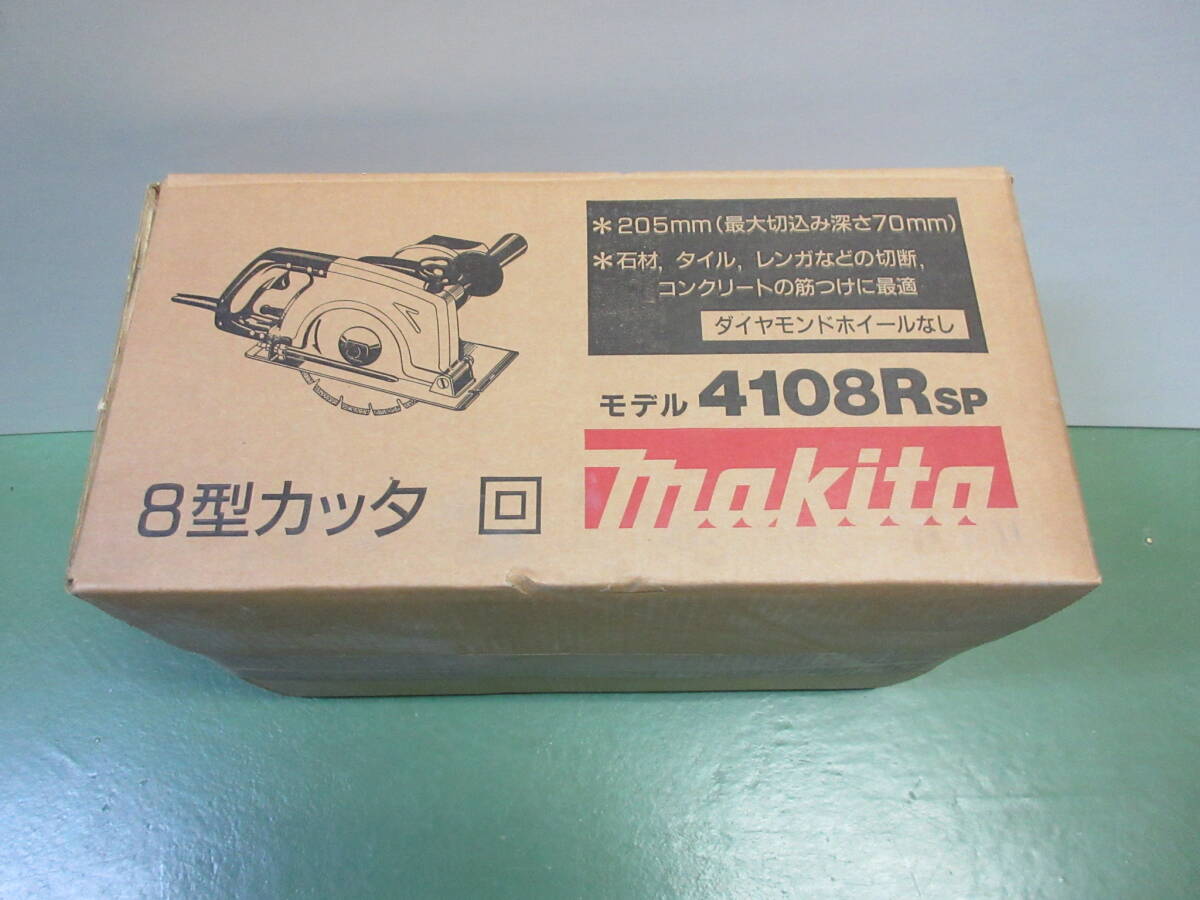 *205mm(最大切込み深さ70mm)
*石材, タイル, レンガなどの切断,
コンクリートの筋つけに最適
ダイヤモンドホイールなし
モデル 4108RSP
makita
8型カッタ